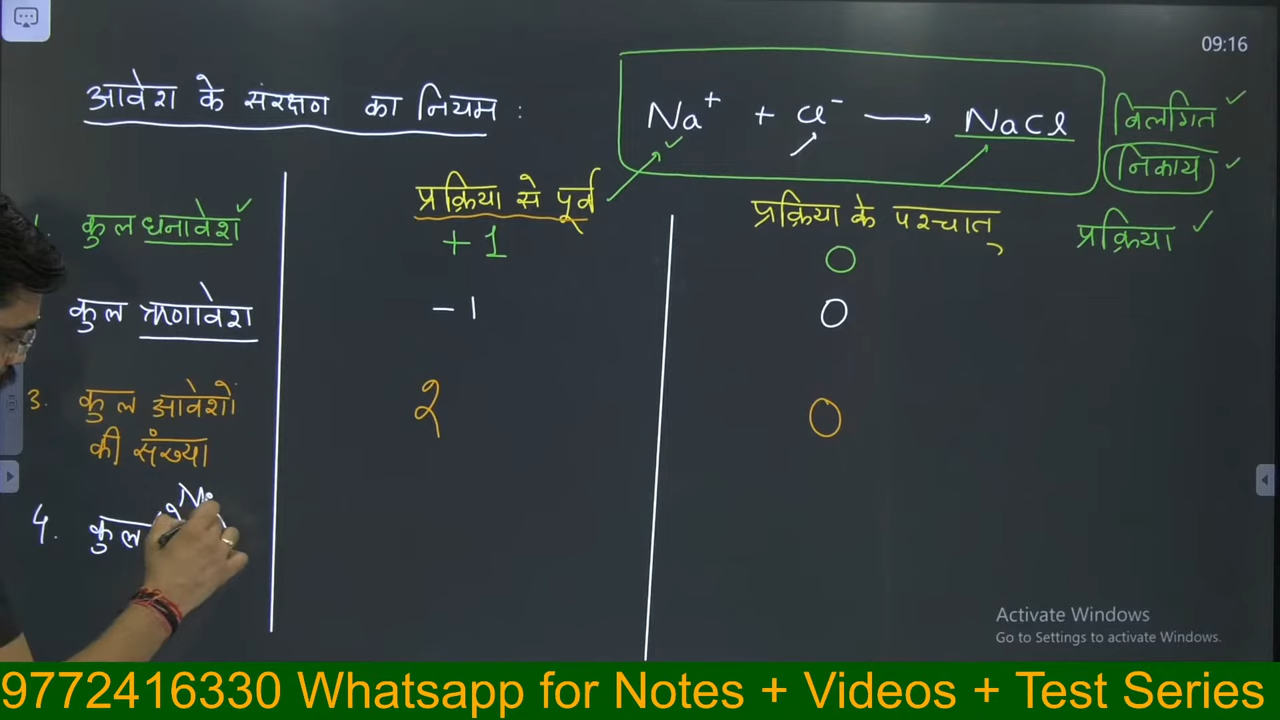 09:16
आवेश के संरक्षण का नियम :
Na⁺ + Cl⁻ → NaCl
विलगित ✓
निकाय ✓
प्रक्रिया ✓
प्रक्रिया से पूर्व
प्रक्रिया के पश्चात्
1. कुल धनावेश ✓
+1
0
कुल ऋणावेश
-1
0
3. कुल आवेशों
की संख्या
2
0
4. कुल
Activate Windows
Go to Settings to activate Windows.
9772416330 Whatsapp for Notes + Videos + Test Series